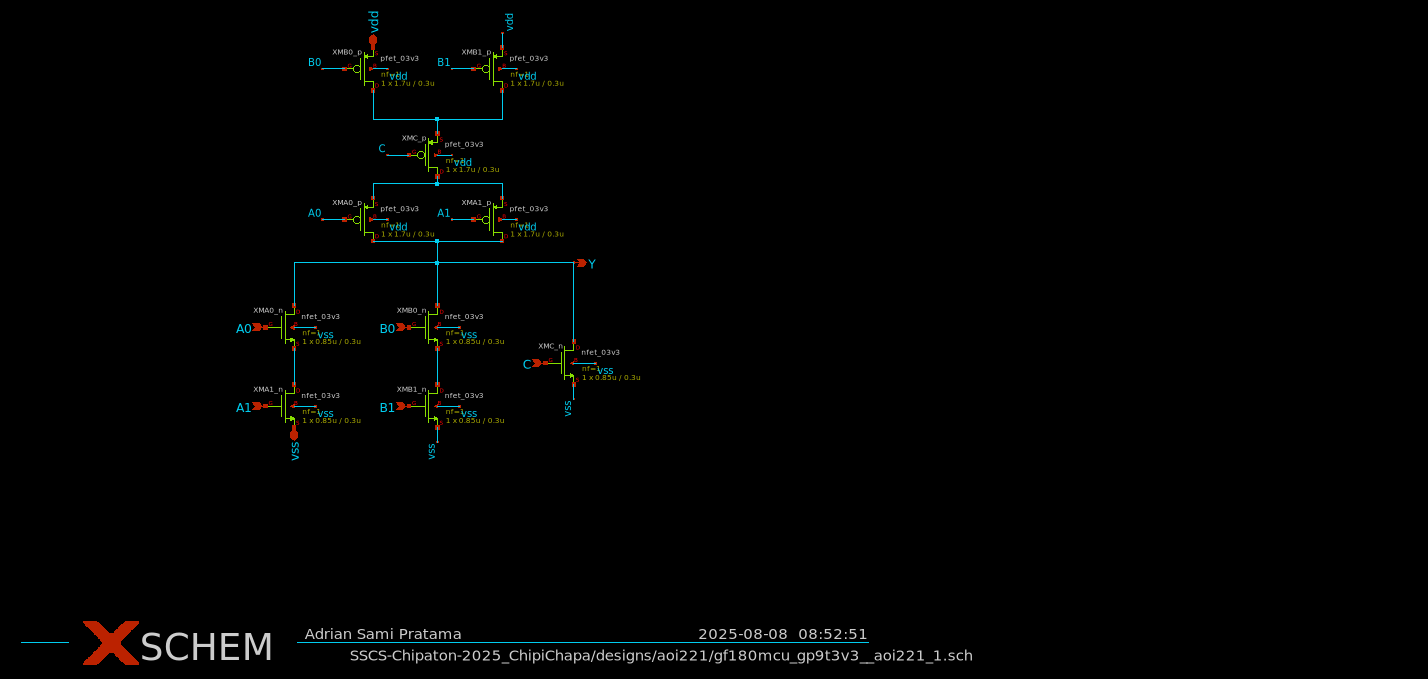 vdd vdd
XMB0_p pfet_03v3 XMB1_p pfet_03v3
B0 B1
nf=1 vdd nf=1 vdd
1 x 1.7u / 0.3u 1 x 1.7u / 0.3u
XMC_p pfet_03v3
C
nf=1 vdd
1 x 1.7u / 0.3u
XMA0_p pfet_03v3 XMA1_p pfet_03v3
A0 A1
nf=1 vdd nf=1 vdd
1 x 1.7u / 0.3u 1 x 1.7u / 0.3u
Y
XMA0_n nfet_03v3 XMB0_n nfet_03v3
A0 B0
nf=1 vss nf=1 vss
1 x 0.85u / 0.3u 1 x 0.85u / 0.3u
XMC_n nfet_03v3
C
nf=1 vss
1 x 0.85u / 0.3u
vss
XMA1_n nfet_03v3 XMB1_n nfet_03v3
A1 B1
nf=1 vss nf=1 vss
1 x 0.85u / 0.3u 1 x 0.85u / 0.3u
vss vss
XSCHEM
Adrian Sami Pratama 2025-08-08 08:52:51
SSCS-Chipaton-2025_ChipiChapa/designs/aoi221/gf180mcu_gp9t3v3__aoi221_1.sch